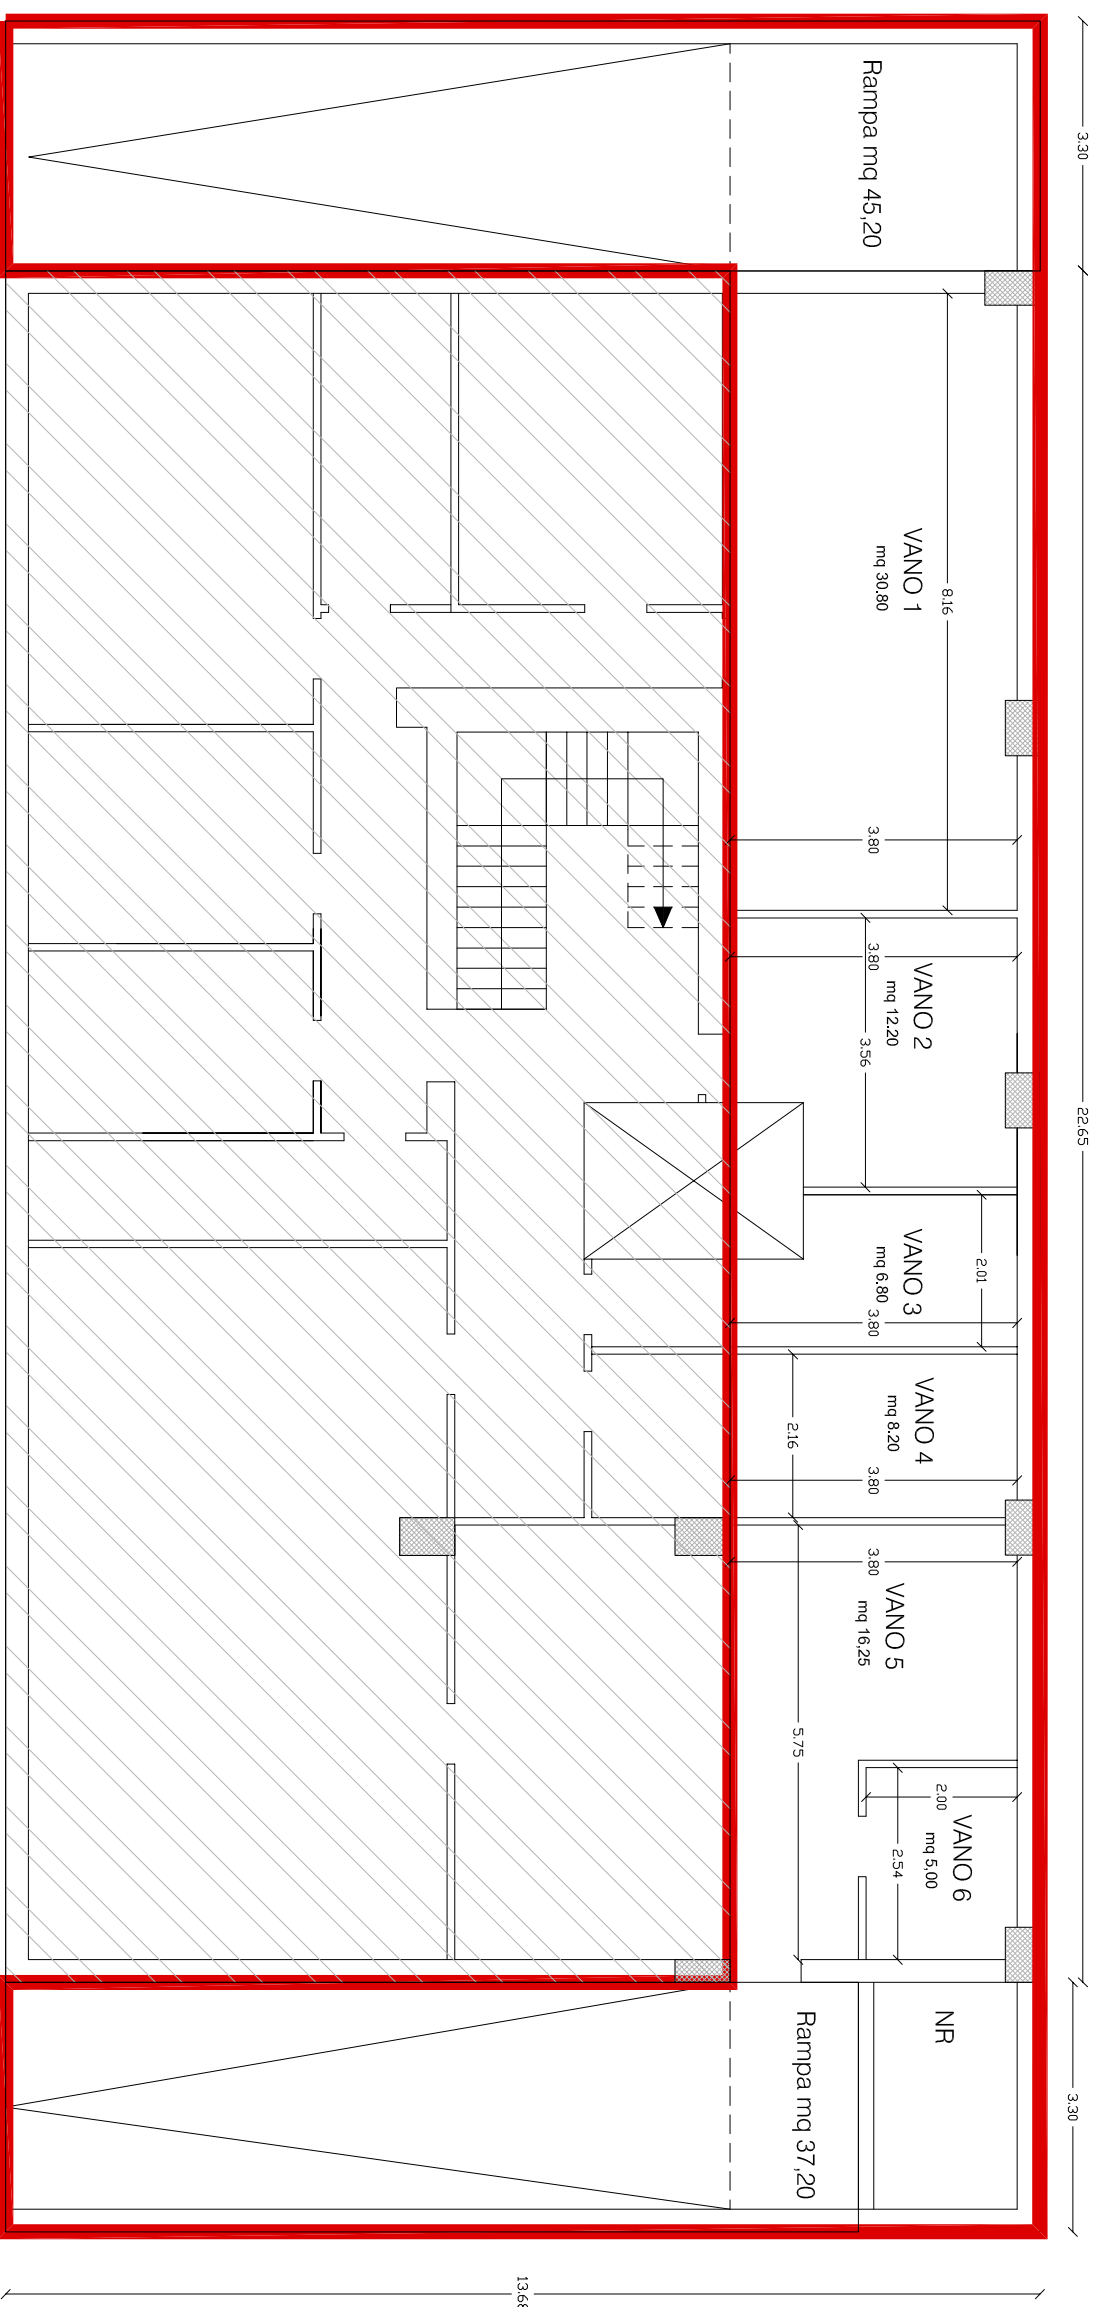 3.30
Rampa mq 45,20
8.16
VANO 1
mq 30.80
3.80
3.80
VANO 2
mq 12.20
3.56
22.65
2.01
VANO 3
mq 6.80
3.80
VANO 4
mq 8.20
2.16
3.80
3.80
VANO 5
mq 16,25
5.75
2.00
VANO 6
mq 5,00
2.54
NR
Rampa mq 37,20
3.30